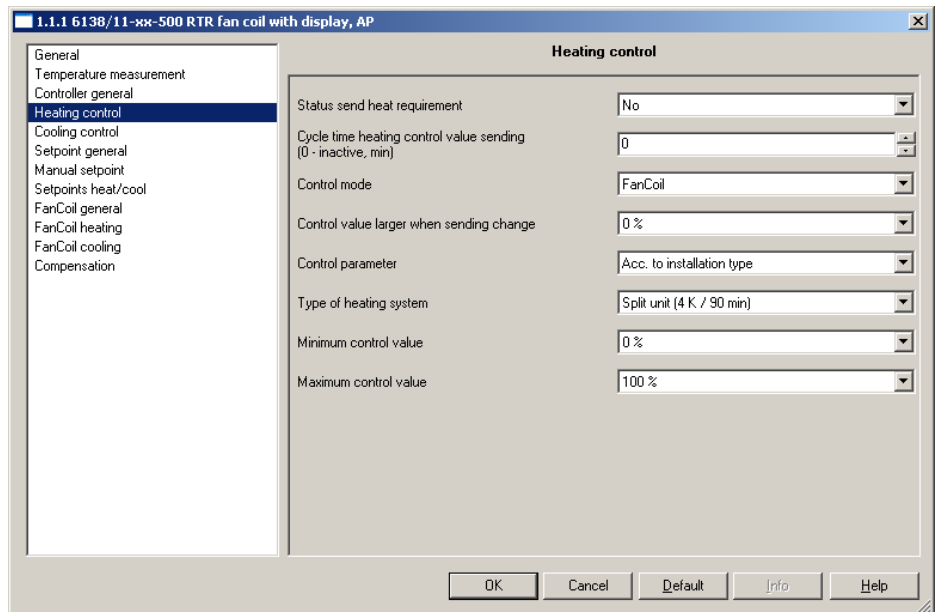 1.1.1 6138/11-xx-500 RTR fan coil with display, AP
General
Temperature measurement
Controller general
Heating control
Cooling control
Setpoint general
Manual setpoint
Setpoints heat/cool
FanCoil general
FanCoil heating
FanCoil cooling
Compensation
Heating control
Status send heat requirement No
Cycle time heating control value sending
(0 - inactive, min) 0
Control mode FanCoil
Control value larger when sending change 0 %
Control parameter Acc. to installation type
Type of heating system Split unit (4 K / 90 min)
Minimum control value 0 %
Maximum control value 100 %
OK Cancel Default Info Help